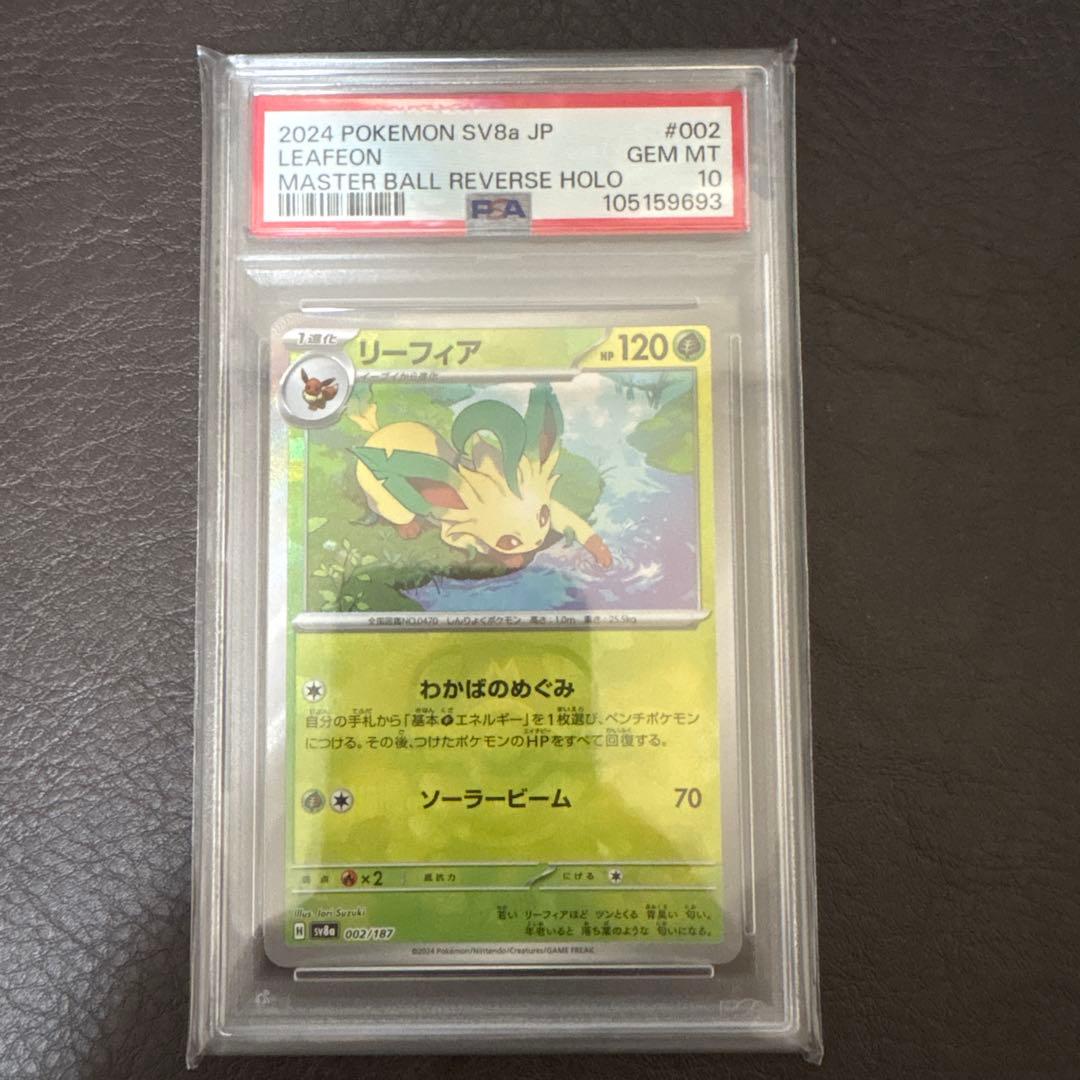 2024 POKEMON SV8a JP #002
LEAFEON GEM MT
MASTER BALL REVERSE HOLO 10
PSA 105159693
1進化 リーフィア HP 120
イーブイから進化
全国図鑑NO.0470 しんりょくポケモン 高さ:1.0m 重さ:25.5kg
わかばのめぐみ
自分の手札から「基本エネルギー」を1枚選び、ベンチポケモン
につける。その後、つけたポケモンのHPをすべて回復する。
ソーラービーム 70
弱点 ×2 抵抗力 にげる
Illus. Iori Suzuki
若い リーフィアほど ツンとくる 青臭い 匂い。
年老いると 落ち葉のような 匂いになる。
H sv8a 002/187
©2024 Pokémon/Nintendo/Creatures/GAME FREAK